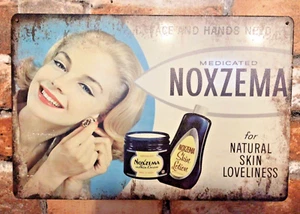 FACE AND HANDS NEED
MEDICATED
NOXZEMA
for
NATURAL
SKIN
LOVELINESS
NOXZEMA
NOXZEMA
Skin
Lotion